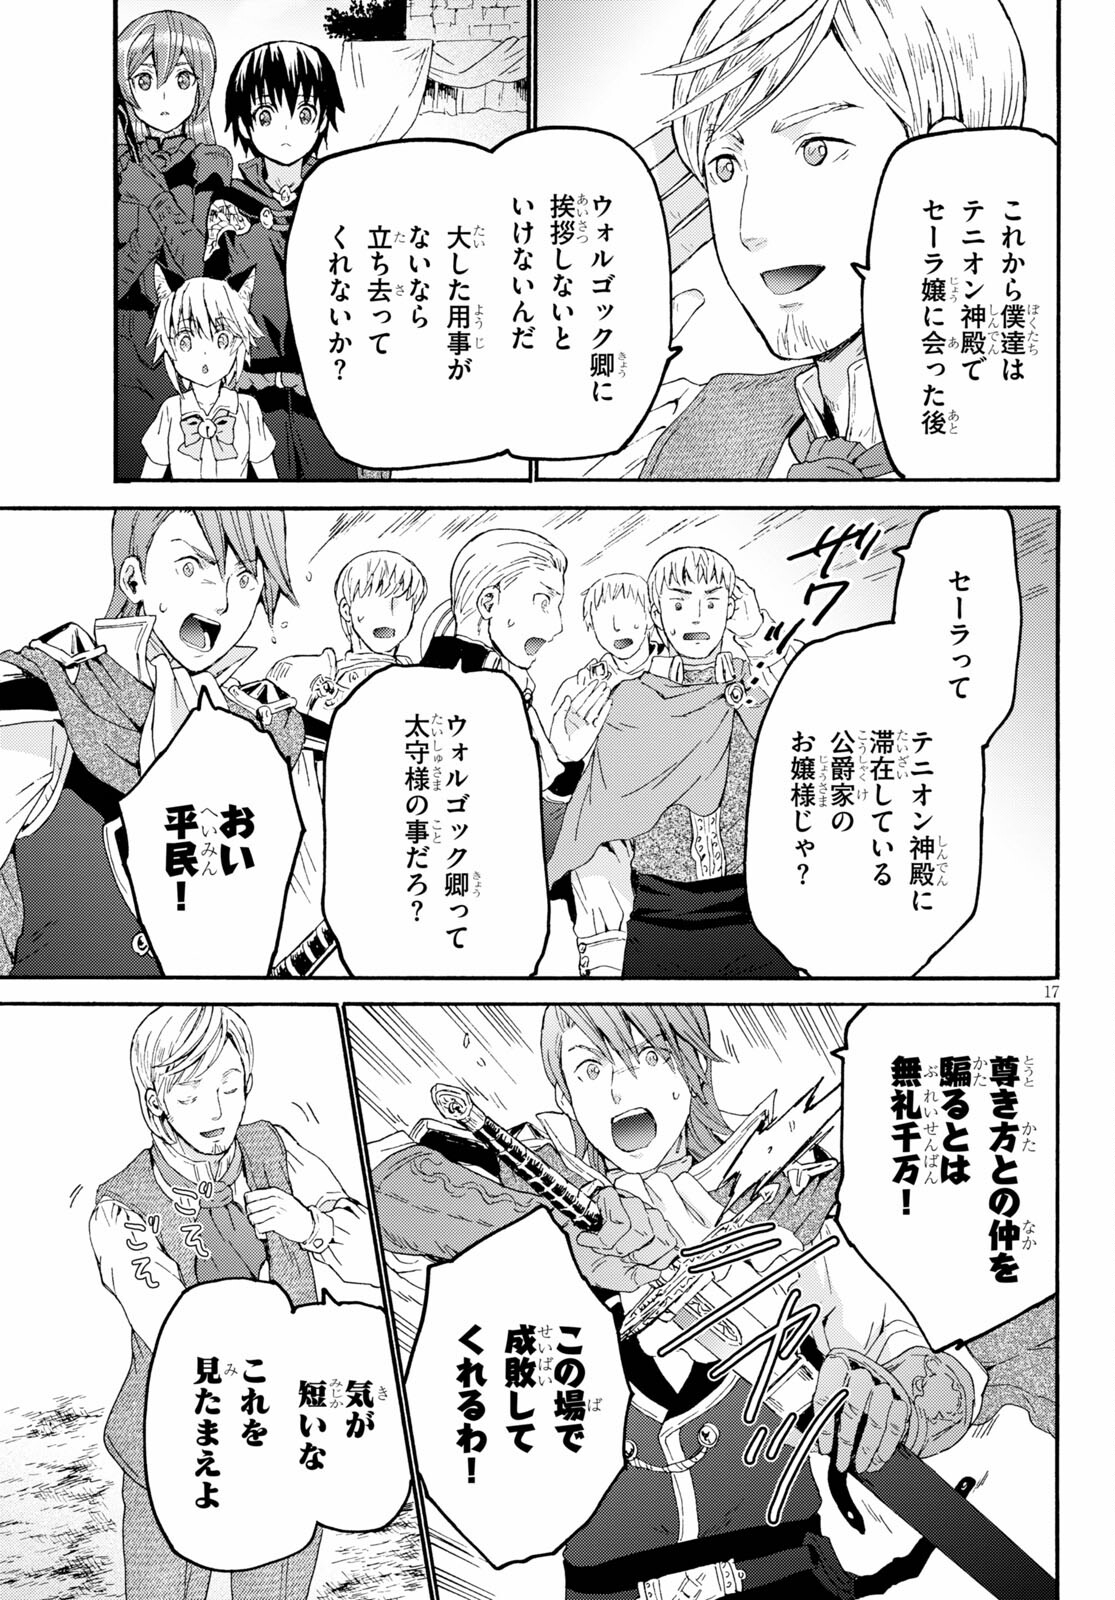 これから僕達は
テニオン神殿で
セーラ嬢に会った後
ウォルゴック卿に
挨拶しないと
いけないんだ
大した用事が
ないなら
立ち去って
くれないか？
ザワ
セーラって
テニオン神殿に
滞在している
公爵家の
お嬢様じゃ？
ウォルゴック卿って
太守様の事だろ？
おい
平民！
17
尊き方との仲を
騙るとは
無礼千万！
この場で
成敗して
くれるわ！
ごそ
ごそ
気が
短いな
これを
見たまえよ